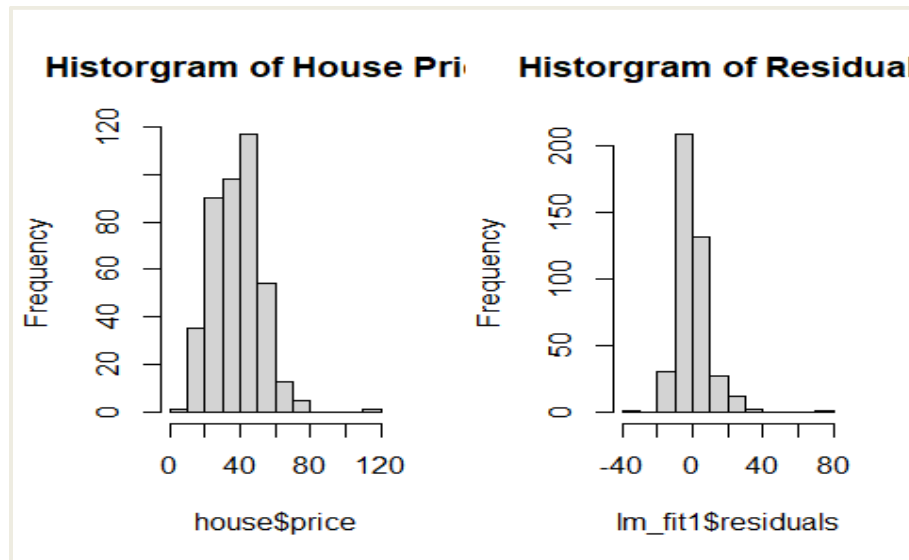 Historgram of House Pri
Frequency
0 20 40 60 80 120
0 40 80 120
house$price
Historgram of Residual
Frequency
0 50 100 150 200
-40 0 40 80
lm_fit1$residuals